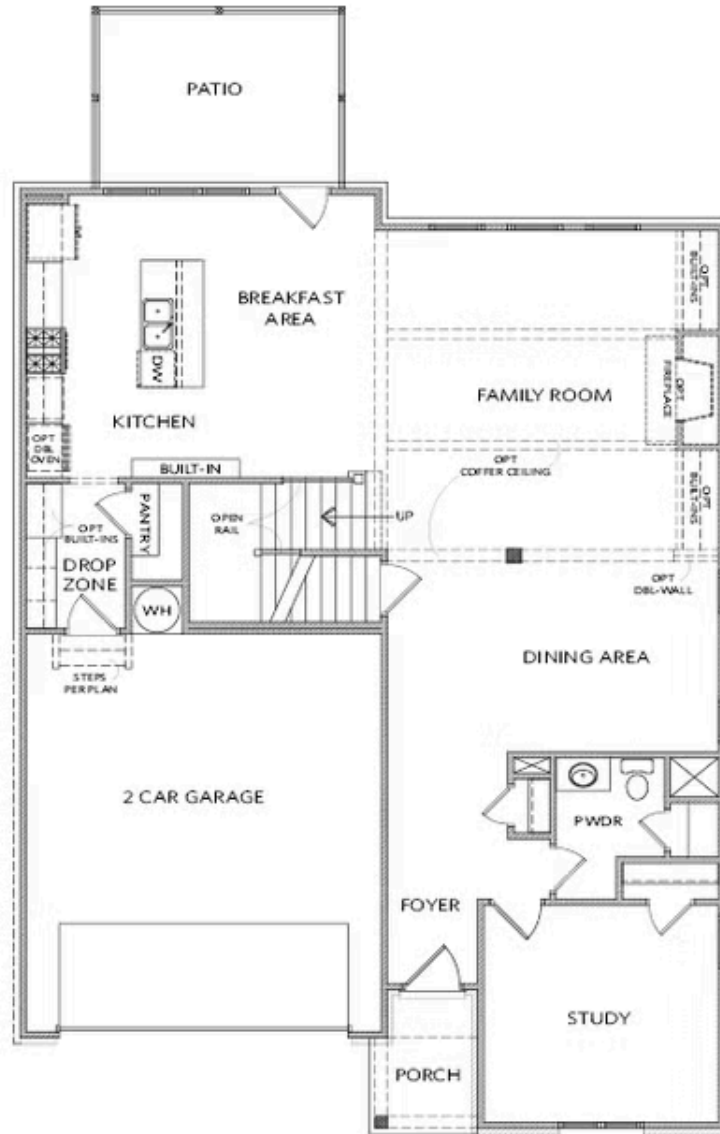 PATIO
BREAKFAST
AREA
OPT
BUILT-INS
DW
FAMILY ROOM
OPT
FIREPLACE
KITCHEN
OPT
DBL
OVEN
BUILT-IN
OPT
COFFER CEILING
OPT
BUILT-INS
PANTRY
OPEN
RAIL
UP
OPT
BUILT-INS
DROP
ZONE
WH
OPT
DBL-WALL
STEPS
PER PLAN
DINING AREA
2 CAR GARAGE
PWDR
FOYER
STUDY
PORCH